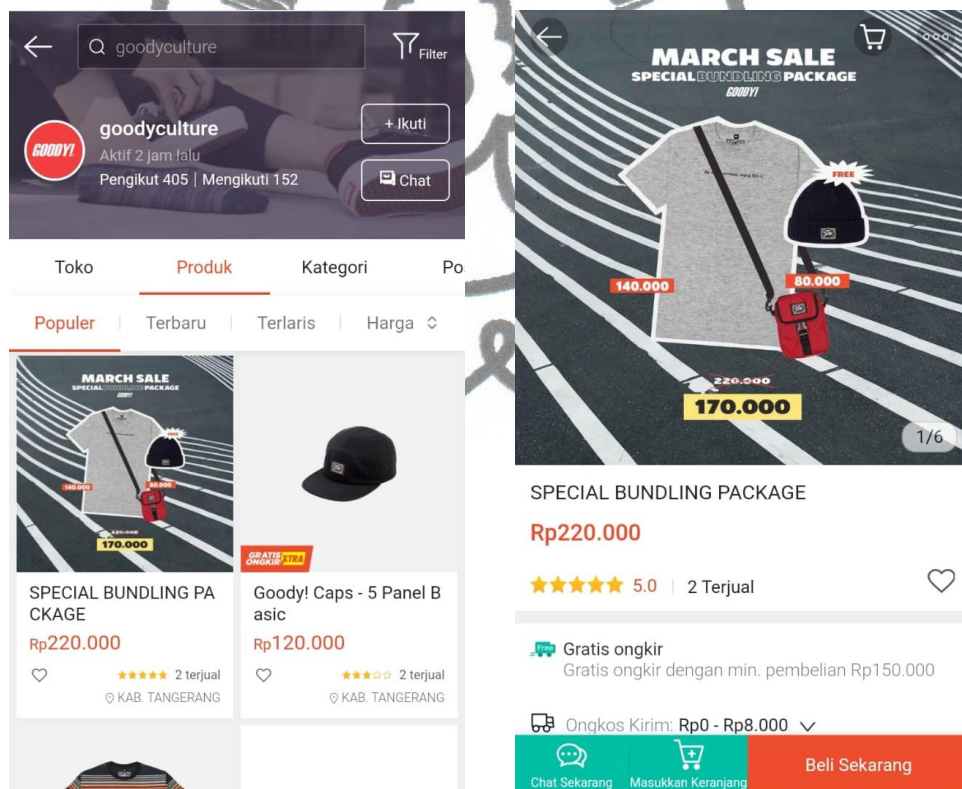 goodyculture
Filter
GOODY!
goodyculture
Aktif 2 jam lalu
Pengikut 405 | Mengikuti 152
+ Ikuti
Chat
Toko
Produk
Kategori
Po
Populer
Terbaru
Terlaris
Harga
MARCH SALE
SPECIAL BUNDLING PACKAGE
GOODY!
FREE
140.000
80.000
220.000
170.000
SPECIAL BUNDLING PA
CKAGE
Rp220.000
2 terjual
KAB. TANGERANG
GRATIS
ONGKIR XTRA
Goody! Caps - 5 Panel B
asic
Rp120.000
2 terjual
KAB. TANGERANG
MARCH SALE
SPECIAL BUNDLING PACKAGE
GOODY!
FREE
140.000
80.000
220.000
170.000
1/6
SPECIAL BUNDLING PACKAGE
Rp220.000
5.0 | 2 Terjual
Free
Gratis ongkir
Gratis ongkir dengan min. pembelian Rp150.000
Ongkos Kirim: Rp0 - Rp8.000
Chat Sekarang
Masukkan Keranjang
Beli Sekarang